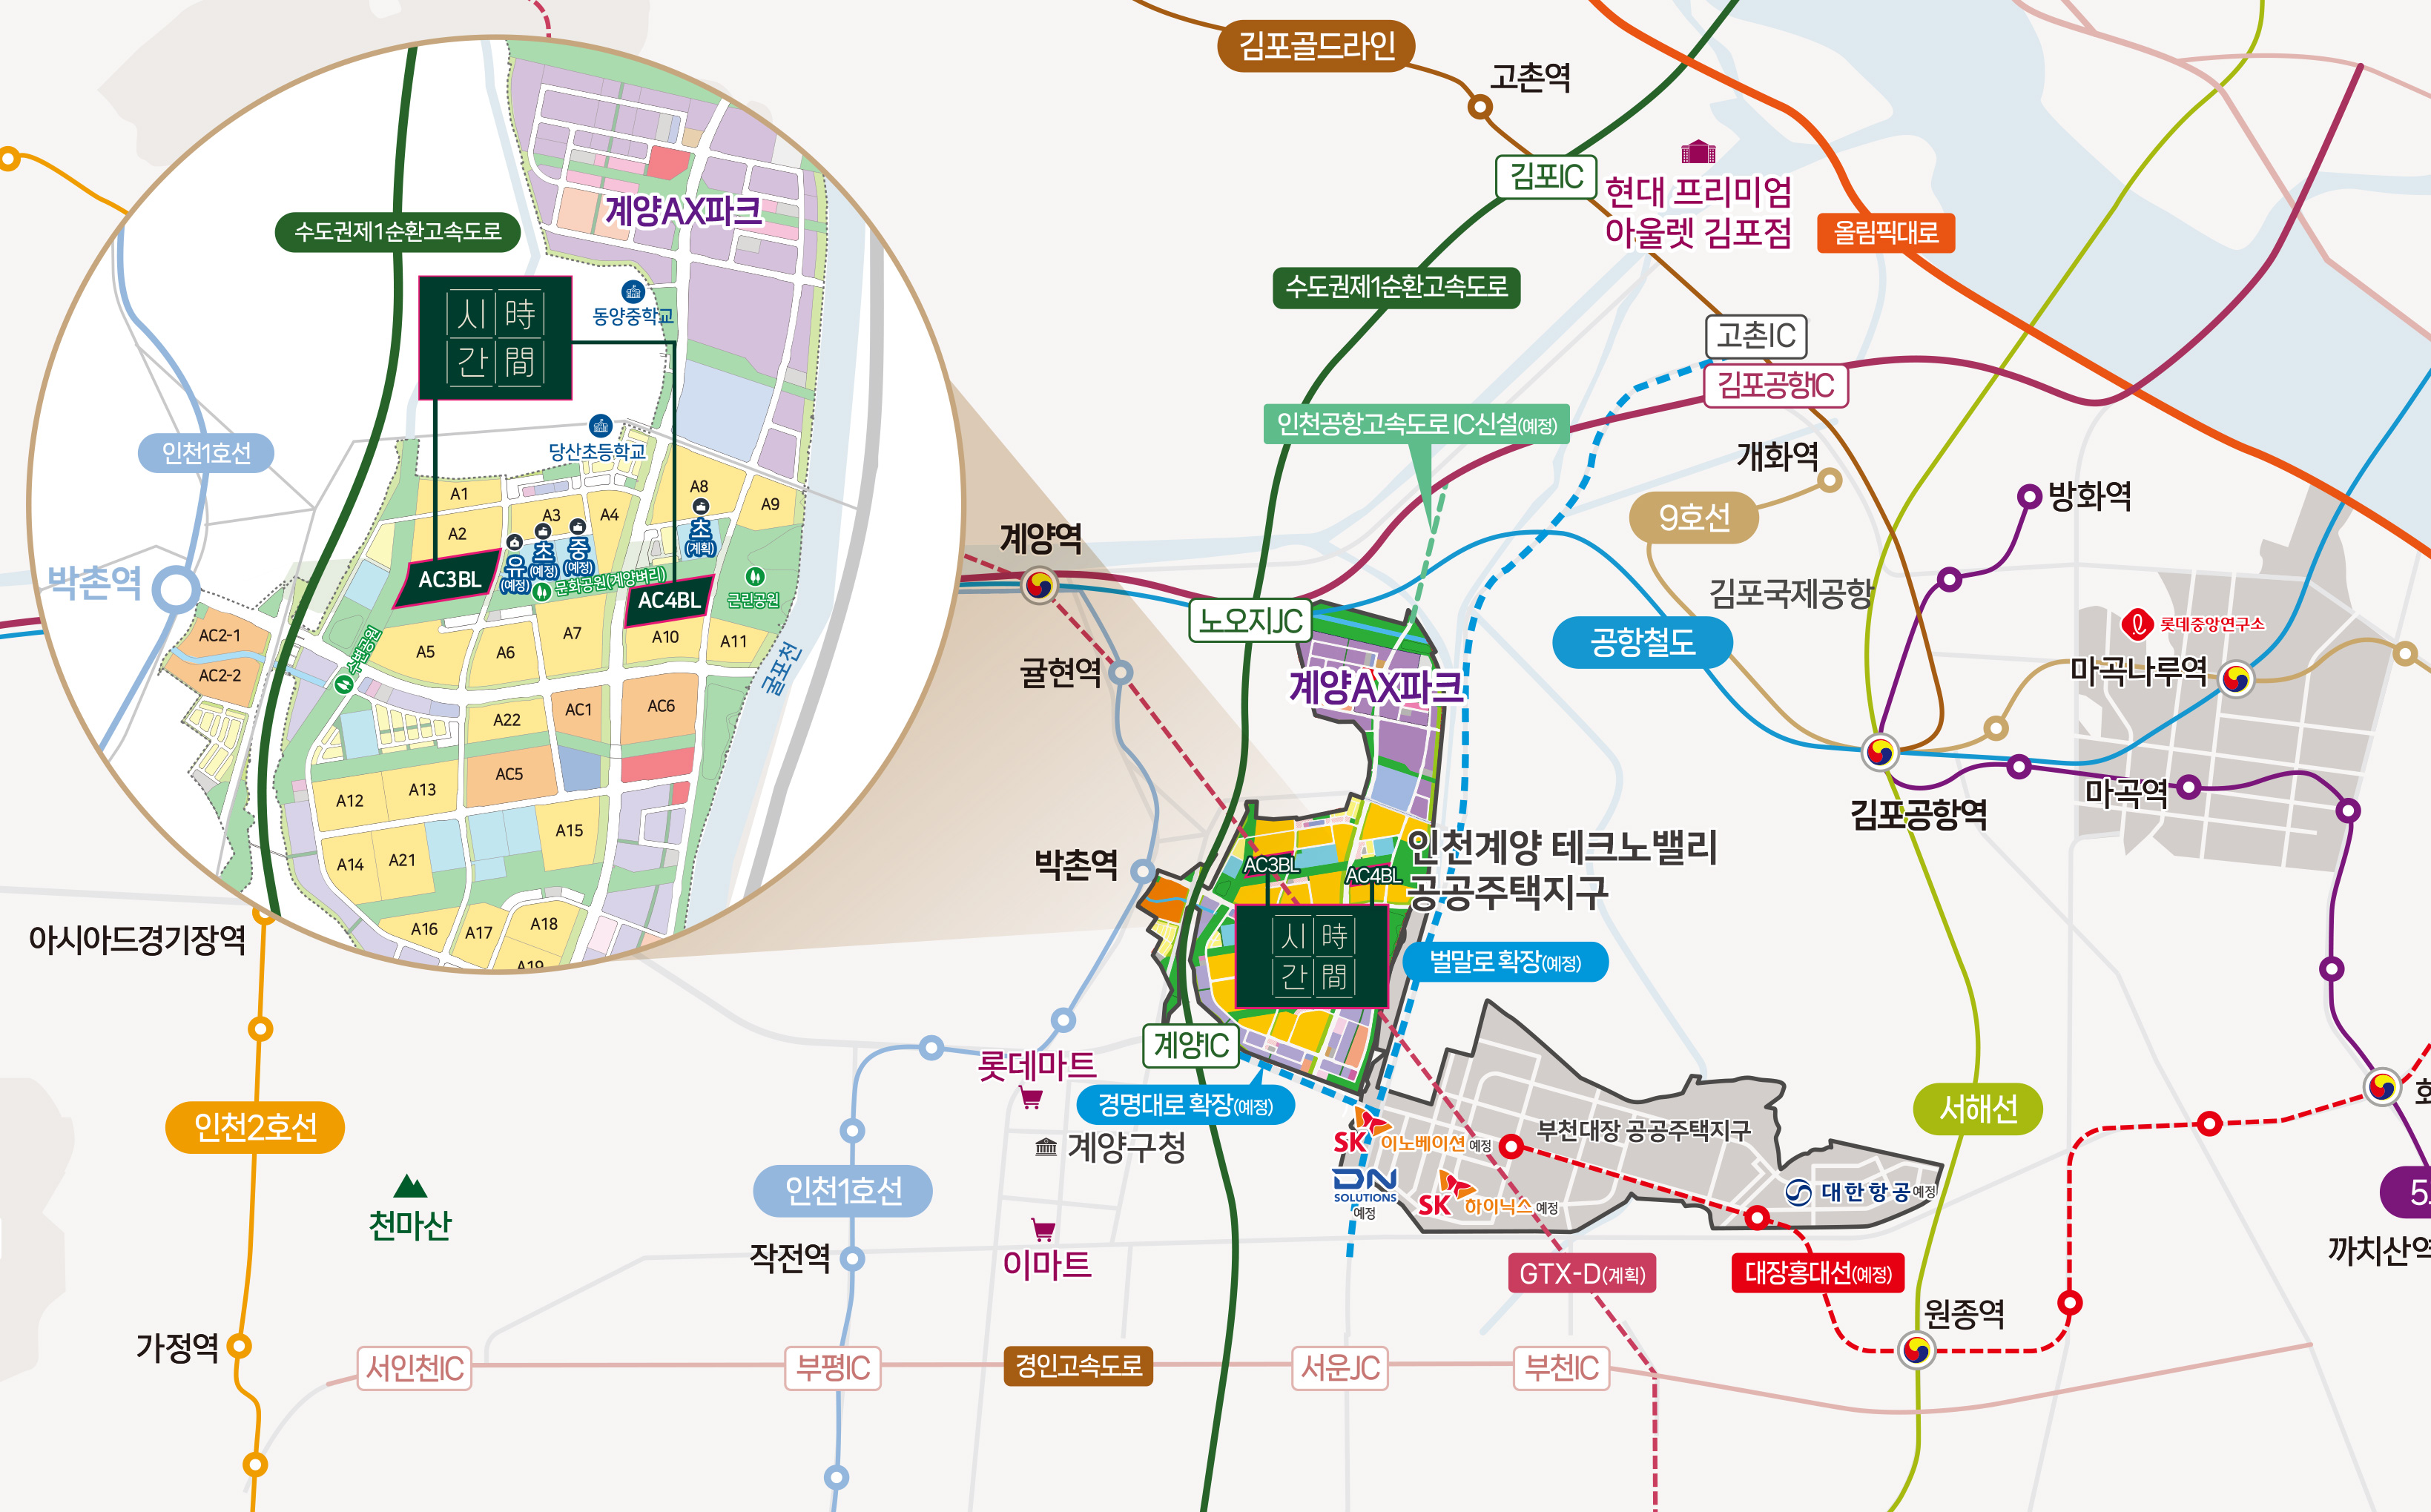 김포골드라인
고촌역
김포IC
현대 프리미엄
아울렛 김포점
올림픽대로
수도권제1순환고속도로
수도권제1순환고속도로
계양AX파크
시時
간間
동양중학교
당산초등학교
인천1호선
박촌역
A1
A2
A3
A4
A8
A9
유
(예정)
초
(예정)
중
(예정)
초
(계획)
AC3BL
AC4BL
문화공원(계양벼리)
근린공원
수변공원
굴포천
AC2-1
AC2-2
A5
A6
A7
A10
A11
A22
AC1
AC6
AC5
A12
A13
A14
A21
A15
A16
A17
A18
A19
고촌IC
김포공항IC
인천공항고속도로 IC신설(예정)
개화역
9호선
방화역
계양역
김포국제공항
노오지JC
공항철도
롯데중앙연구소
마곡나루역
귤현역
계양AX파크
마곡역
김포공항역
인천계양 테크노밸리
공공주택지구
박촌역
AC3BL
AC4BL
시時
간間
아시아드경기장역
벌말로 확장(예정)
계양IC
롯데마트
경명대로 확장(예정)
인천2호선
계양구청
SK 이노베이션 예정
부천대장 공공주택지구
서해선
DN
SOLUTIONS
예정
SK 하이닉스 예정
대한항공예정
인천1호선
천마산
작전역
이마트
GTX-D(계획)
대장홍대선(예정)
까치산역
원종역
가정역
서인천IC
부평IC
경인고속도로
서운JC
부천IC